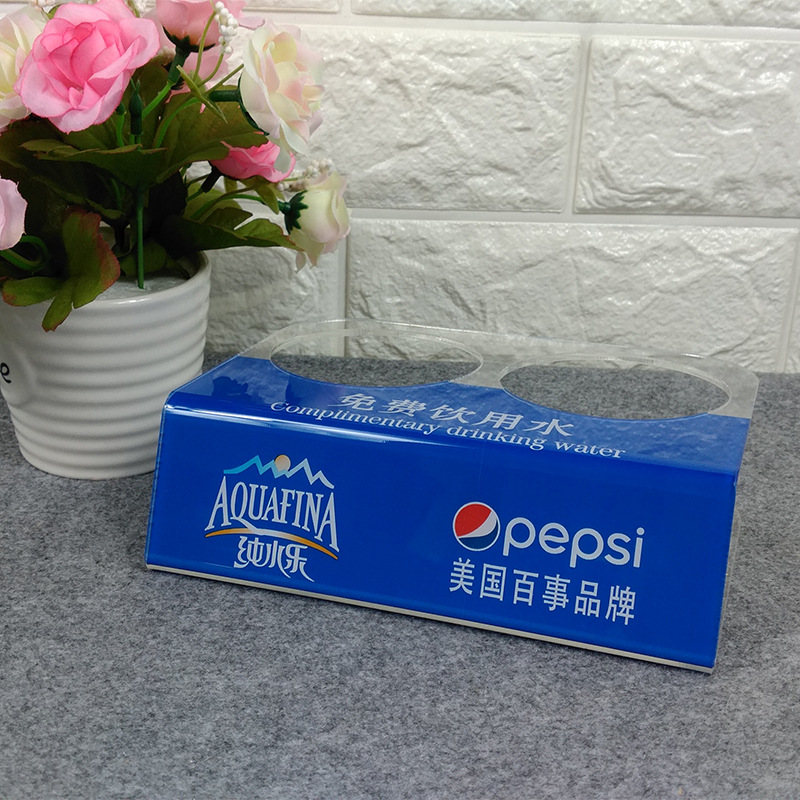 免费饮用水
Complimentary drinking water
AQUAFINA
纯水乐
pepsi
美国百事品牌
e